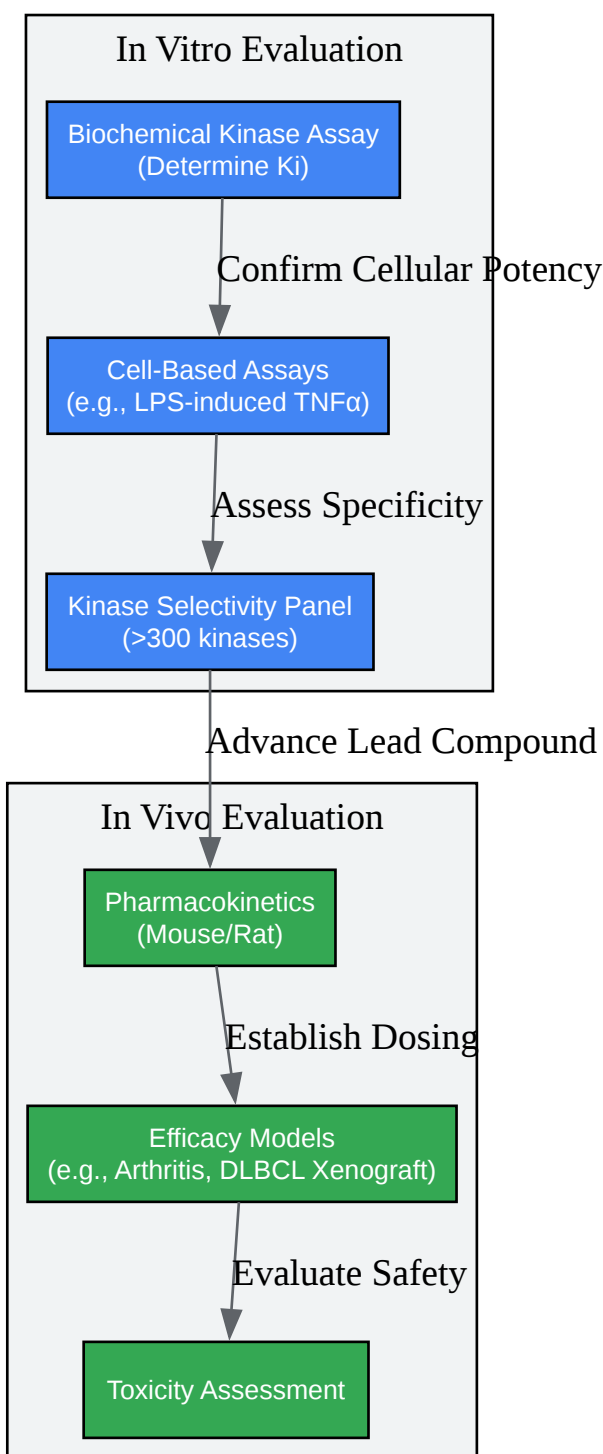 In Vitro Evaluation
Biochemical Kinase Assay
(Determine Ki)
Confirm Cellular Potency
Cell-Based Assays
(e.g., LPS-induced TNFα)
Assess Specificity
Kinase Selectivity Panel
(>300 kinases)
Advance Lead Compound
In Vivo Evaluation
Pharmacokinetics
(Mouse/Rat)
Establish Dosing
Efficacy Models
(e.g., Arthritis, DLBCL Xenograft)
Evaluate Safety
Toxicity Assessment